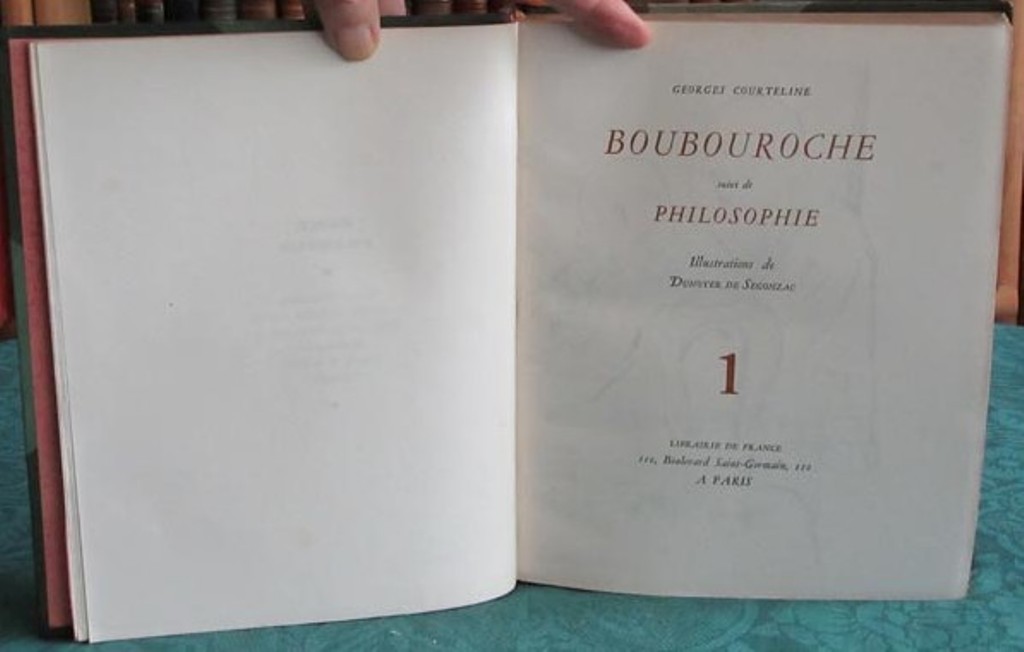 GEORGES COURTELINE
BOUBOUROCHE
suivi de
PHILOSOPHIE
Illustrations de
DUNOYER DE SEGONZAC
1
LIBRAIRIE DE FRANCE
110, Boulevard Saint-Germain, 110
A PARIS